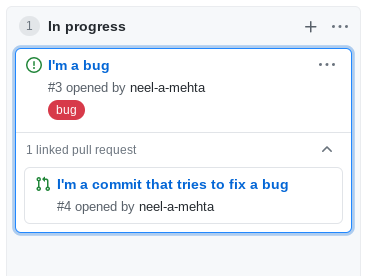 1 In progress
I'm a bug
#3 opened by neel-a-mehta
bug
1 linked pull request
I'm a commit that tries to fix a bug
#4 opened by neel-a-mehta